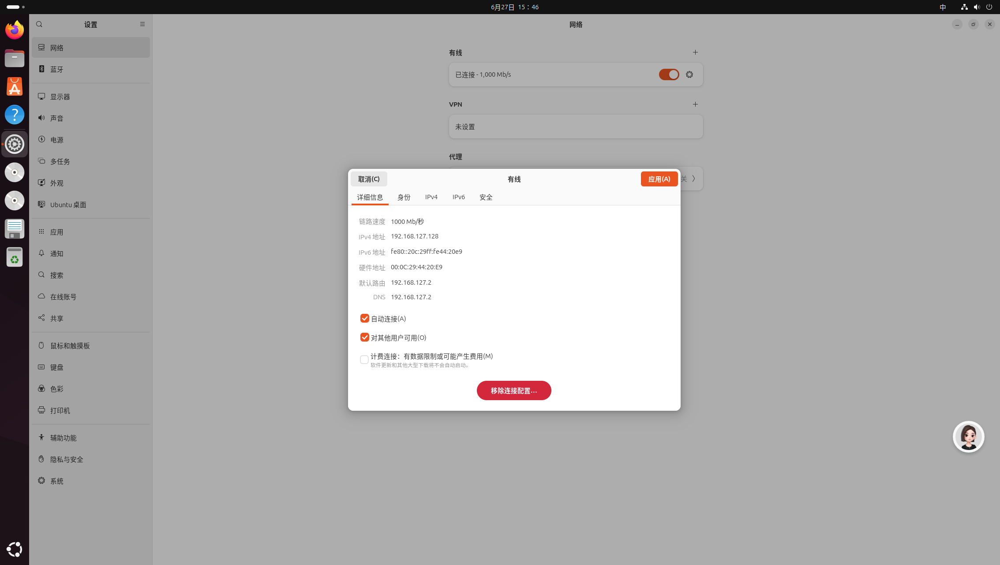 6月27日 15：46
中
设置
网络
网络
蓝牙
显示器
声音
电源
多任务
外观
Ubuntu 桌面
应用
通知
搜索
在线账号
共享
鼠标和触摸板
键盘
色彩
打印机
辅助功能
隐私与安全
系统
有线
已连接 - 1,000 Mb/s
VPN
未设置
代理
关
取消(C)
有线
应用(A)
详细信息
身份
IPv4
IPv6
安全
链路速度 1000 Mb/秒
IPv4 地址 192.168.127.128
IPv6 地址 fe80::20c:29ff:fe44:20e9
硬件地址 00:0C:29:44:20:E9
默认路由 192.168.127.2
DNS 192.168.127.2
自动连接(A)
对其他用户可用(O)
计费连接：有数据限制或可能产生费用(M)
软件更新和其他大型下载将不会自动启动。
移除连接配置…